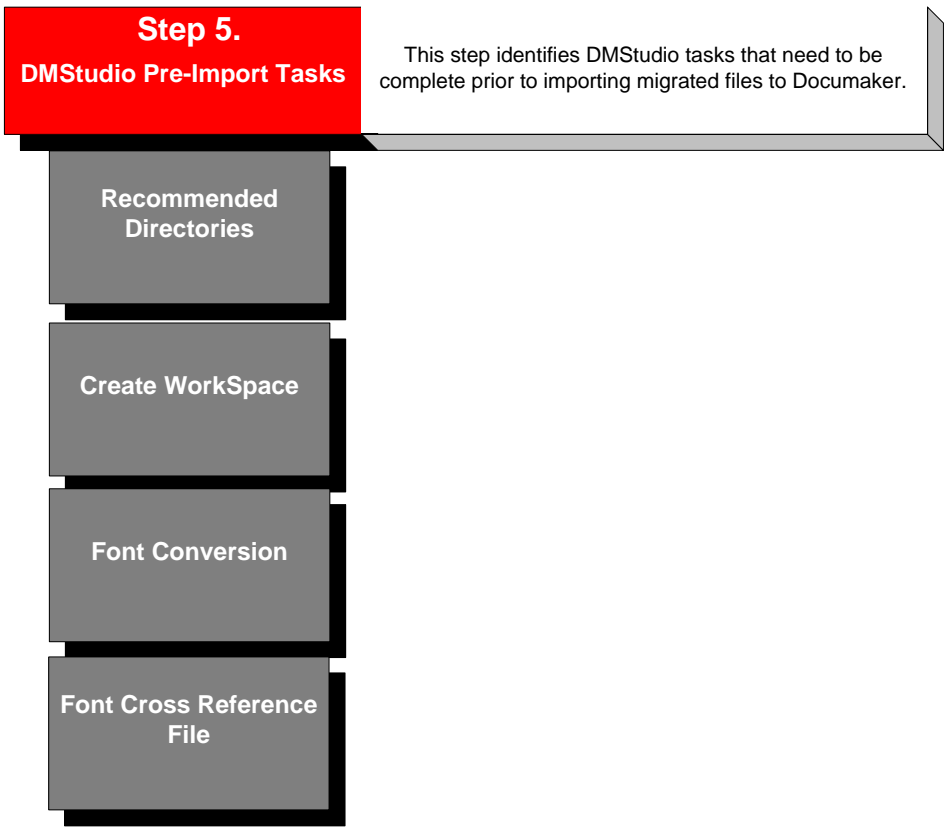 Step 5.
DMStudio Pre-Import Tasks
This step identifies DMStudio tasks that need to be
complete prior to importing migrated files to Documaker.
Recommended
Directories
Create WorkSpace
Font Conversion
Font Cross Reference
File